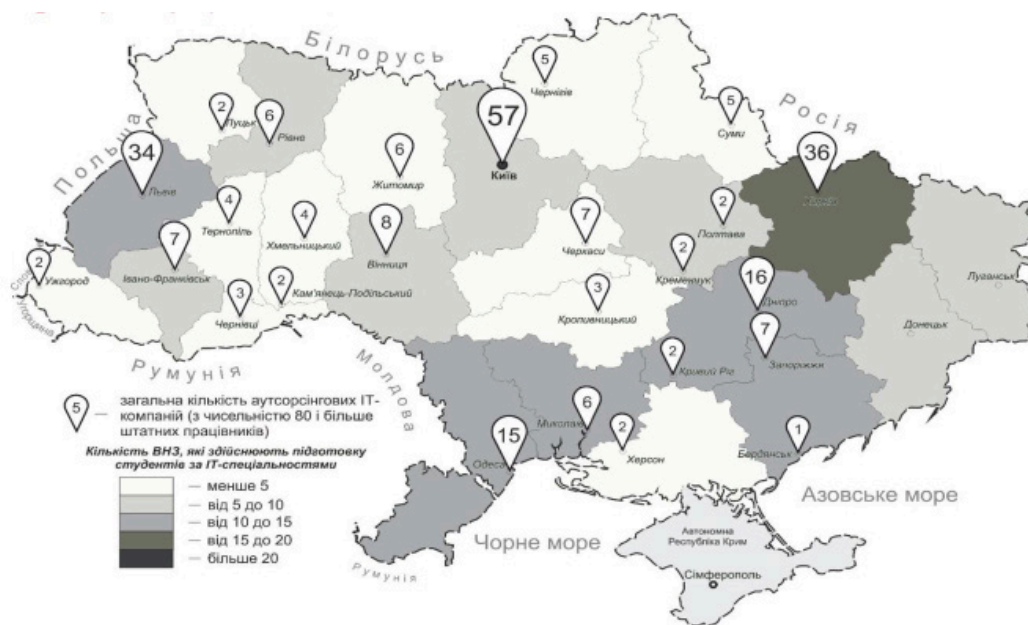 Білорусь
Росія
Польща
5
Чернігів
2
Луцьк
6
Рівне
57
Київ
5
Суми
34
Львів
6
Житомир
36
Харків
4
Тернопіль
4
Хмельницький
7
Черкаси
2
Полтава
7
Івано-Франківськ
8
Вінниця
2
Кременчук
2
Ужгород
Луганськ
3
Чернівці
2
Кам'янець-Подільський
3
Кропивницький
16
Дніпро
Донецьк
7
Запоріжжя
Румунія
Молдова
2
Кривий Ріг
6
Миколаїв
2
Херсон
1
Бердянськ
15
Одеса
5
— загальна кількість аутсорсінгових ІТ-
компаній (з чисельністю 80 і більше
штатних працівників)
Кількість ВНЗ, які здійснюють підготовку
студентів за ІТ-спеціальностями
— менше 5
— від 5 до 10
— від 10 до 15
— від 15 до 20
— більше 20
Румунія
Чорне море
Азовське море
Автономна
Республіка Крим
Сімферополь